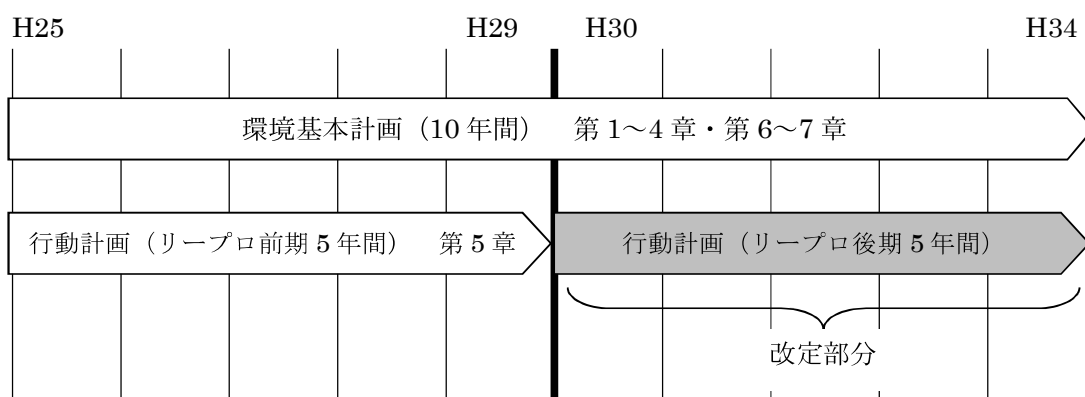 H25 H29 H30 H34
環境基本計画（10年間） 第1～4章・第6～7章
行動計画（リープロ前期5年間） 第5章 行動計画（リープロ後期5年間）
改定部分